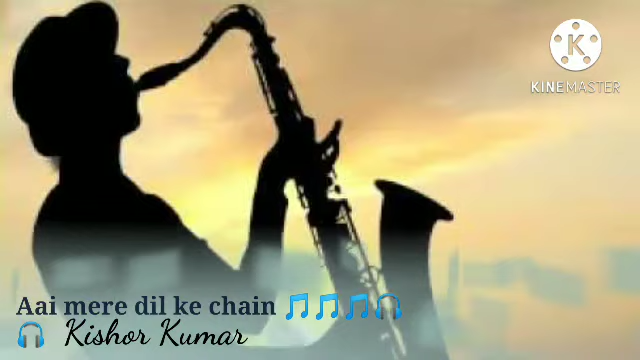 KINEMASTER
Aai mere dil ke chain 🎵🎵🎵🎧
🎧 Kishor Kumar